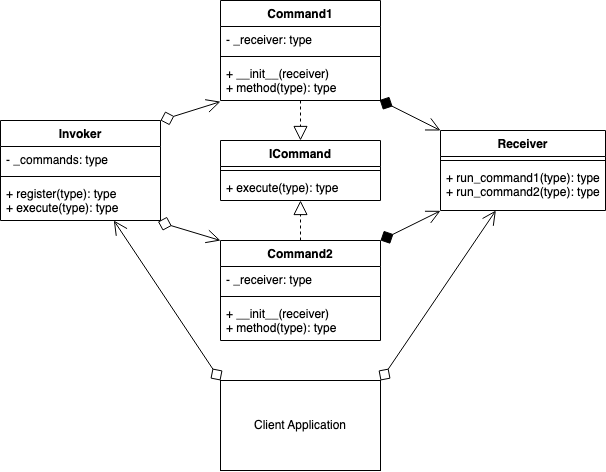 Command1
- _receiver: type
+ __init__(receiver)
+ method(type): type
Invoker
- _commands: type
+ register(type): type
+ execute(type): type
ICommand
+ execute(type): type
Receiver
+ run_command1(type): type
+ run_command2(type): type
Command2
- _receiver: type
+ __init__(receiver)
+ method(type): type
Client Application